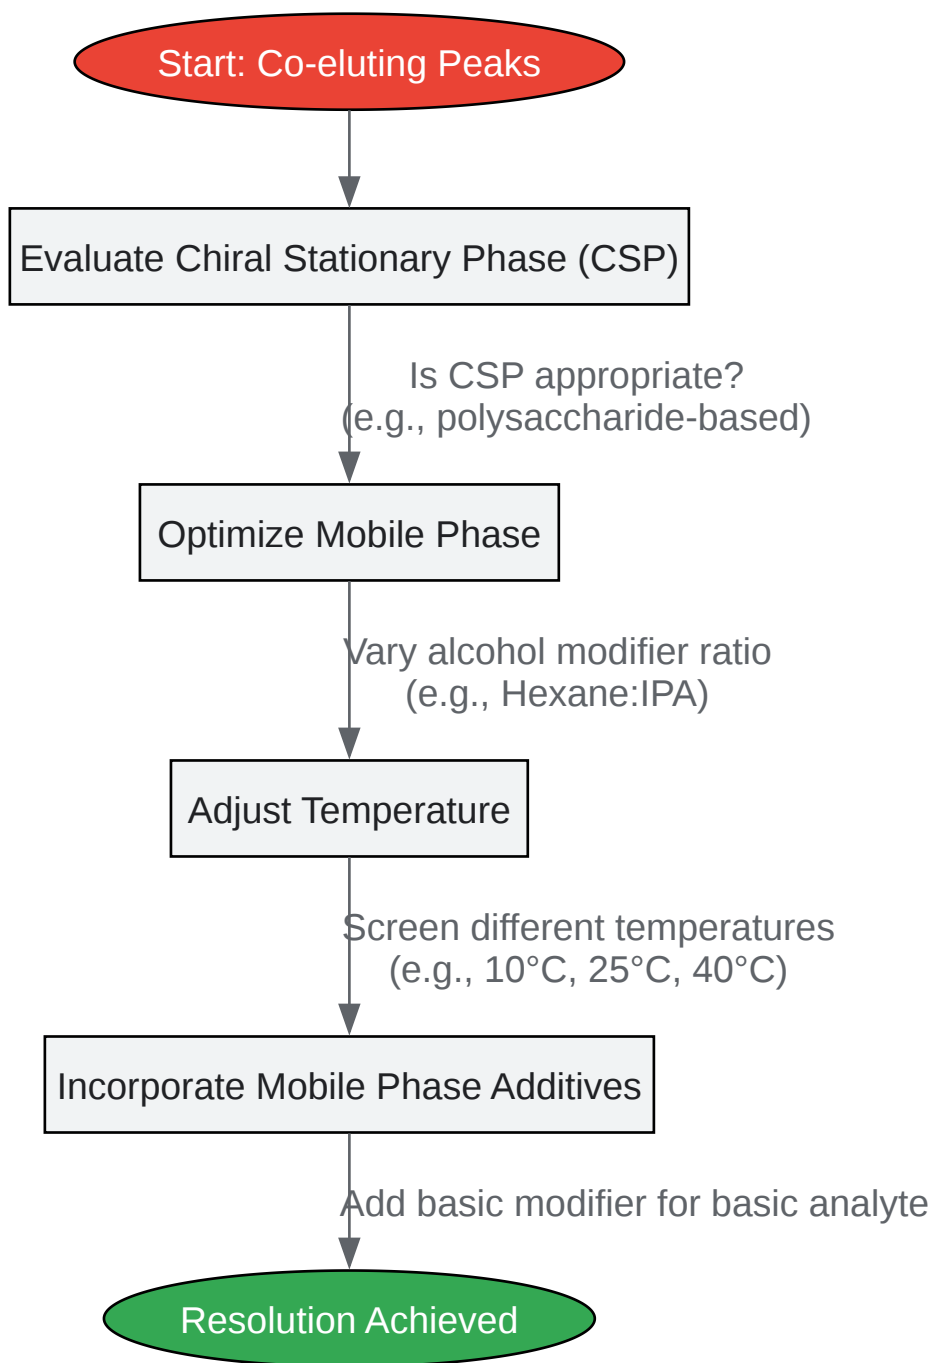 Start: Co-eluting Peaks
Evaluate Chiral Stationary Phase (CSP)
Is CSP appropriate?
(e.g., polysaccharide-based)
Optimize Mobile Phase
Vary alcohol modifier ratio
(e.g., Hexane:IPA)
Adjust Temperature
Screen different temperatures
(e.g., 10°C, 25°C, 40°C)
Incorporate Mobile Phase Additives
Add basic modifier for basic analyte
Resolution Achieved